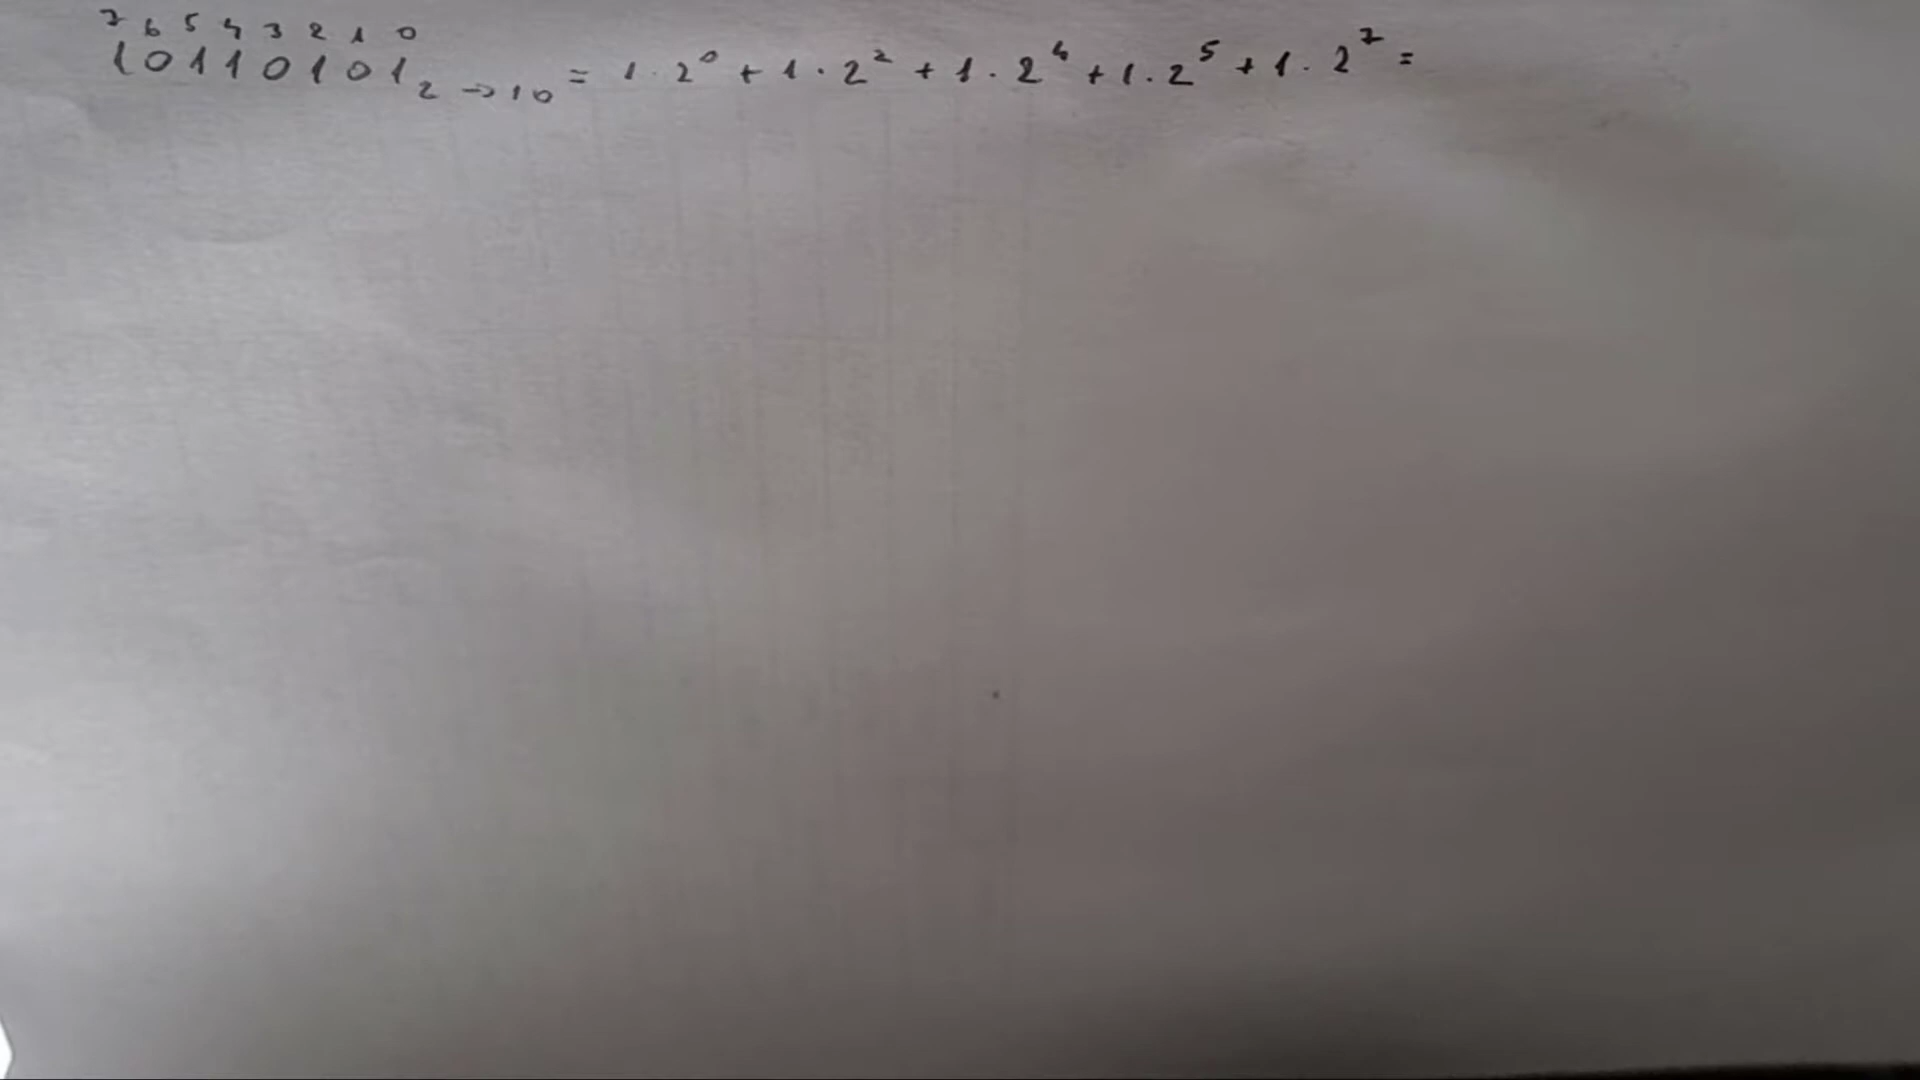 7 6 5 4 3 2 1 0
10110101₂ → ₁₀ = 1 · 2⁰ + 1 · 2² + 1 · 2⁴ + 1 · 2⁵ + 1 · 2⁷ =